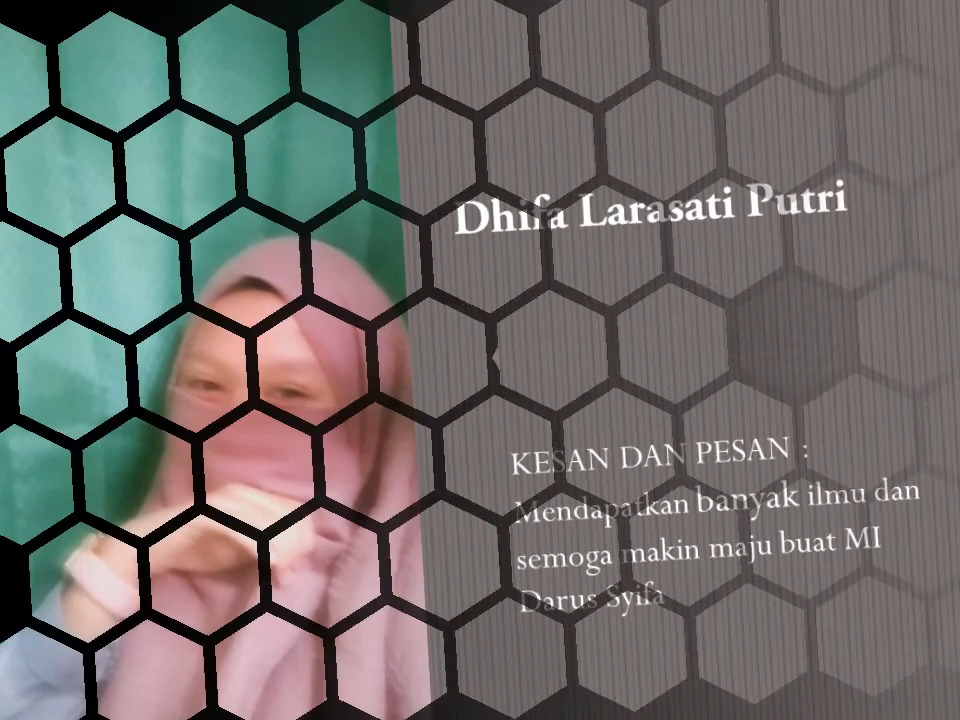 Dhifa Larasati Putri
KESAN DAN PESAN :
Mendapatkan banyak ilmu dan
semoga makin maju buat MI
Darus Syifa